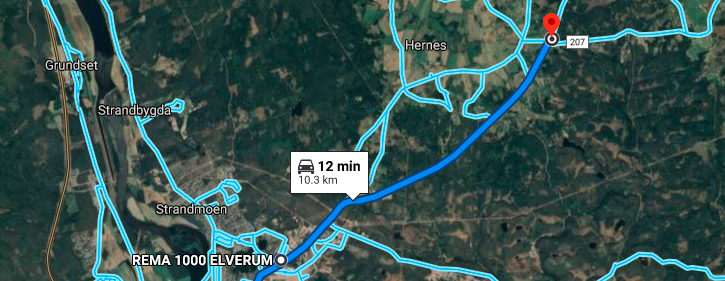 Hernes
207
Grundset
Strandbygda
12 min
10.3 km
Strandmoen
REMA 1000 ELVERUM